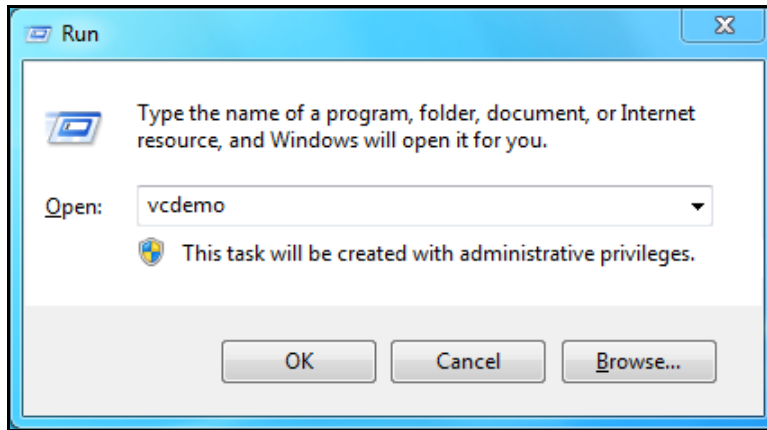 Run
Type the name of a program, folder, document, or Internet
resource, and Windows will open it for you.
Open: vcdemo
This task will be created with administrative privileges.
OK Cancel Browse...